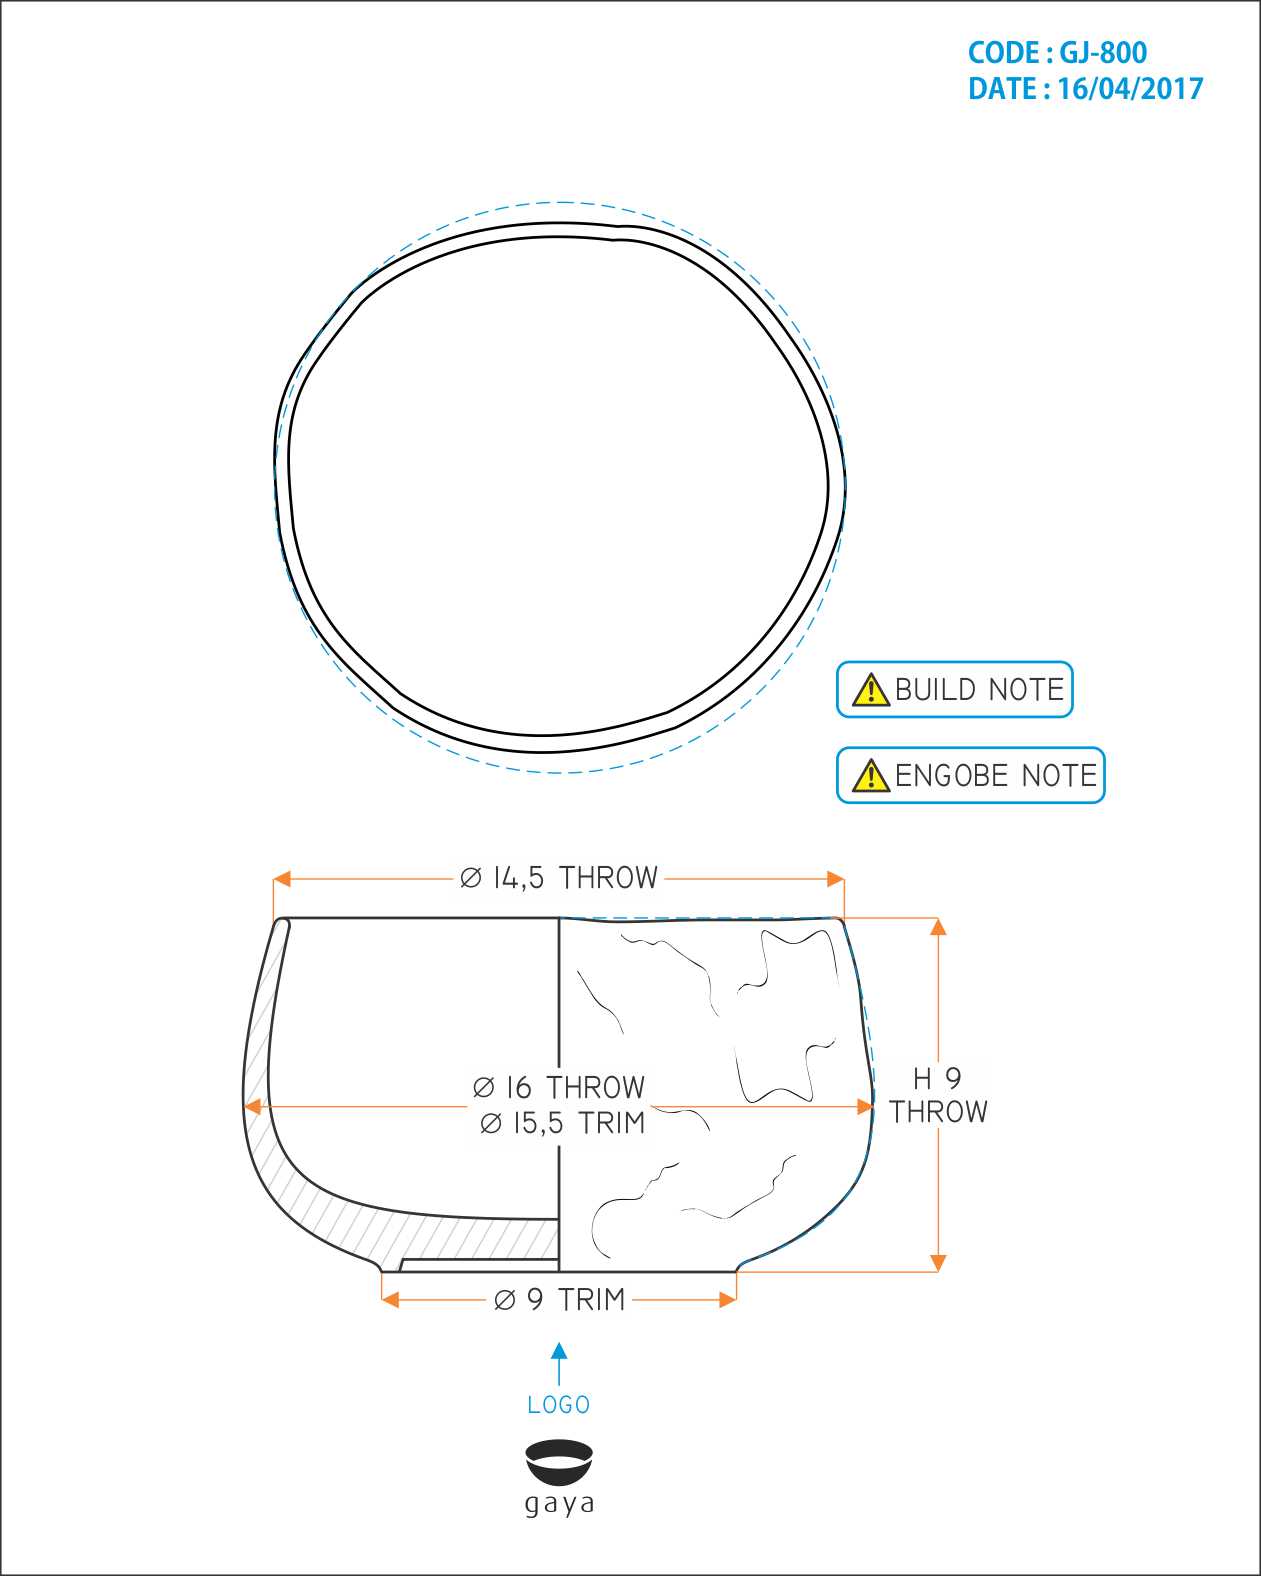 CODE : GJ-800
DATE : 16/04/2017
BUILD NOTE
ENGOBE NOTE
Ø 14,5 THROW
Ø 16 THROW
Ø 15,5 TRIM
H 9
THROW
Ø 9 TRIM
LOGO
gaya